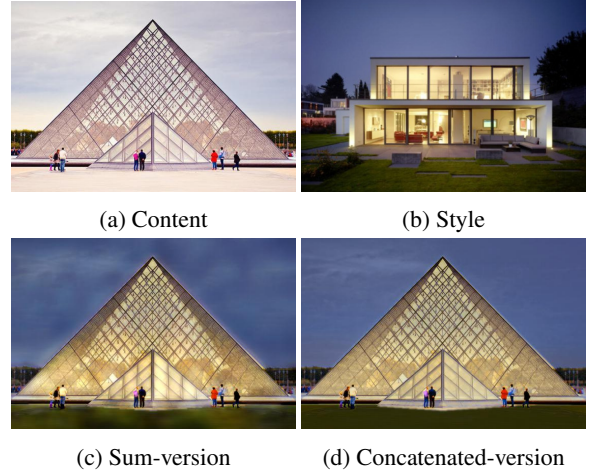 (a) Content
(b) Style
(c) Sum-version
(d) Concatenated-version